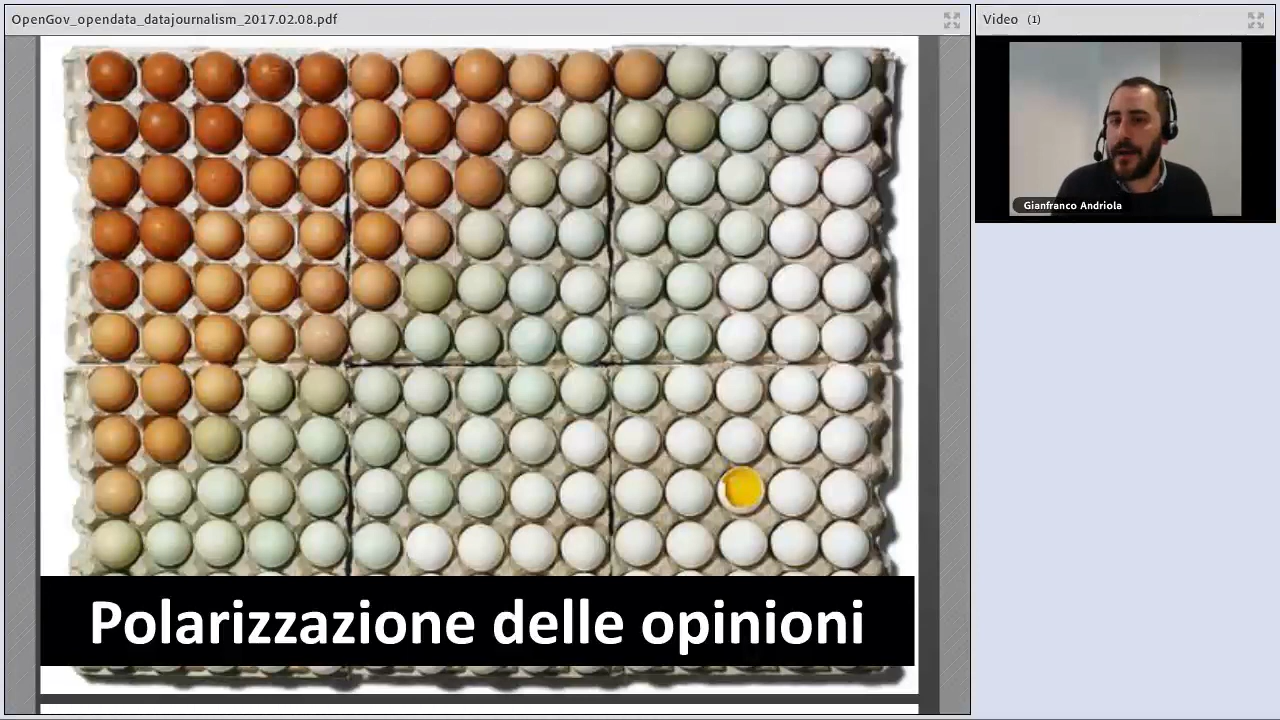 OpenGov_opendata_datajournalism_2017.02.08.pdf
Video (1)
Gianfranco Andriola
Polarizzazione delle opinioni